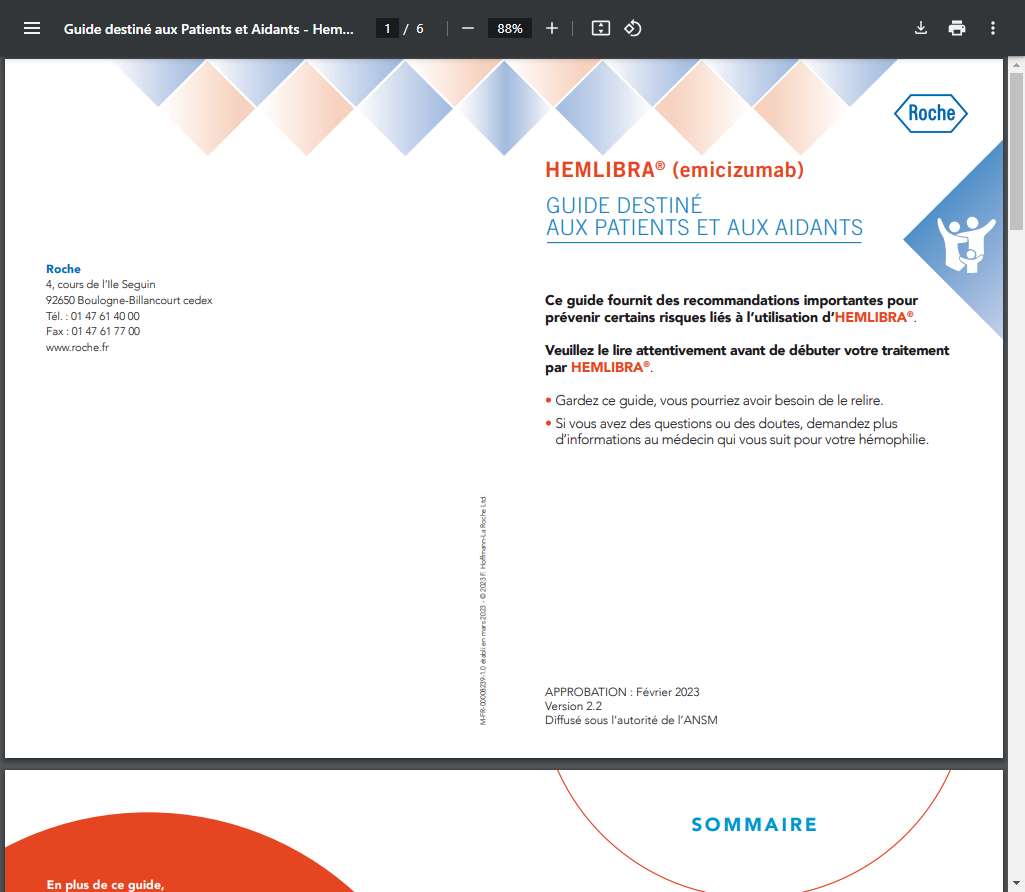 Guide destiné aux Patients et Aidants - Hem...
1 / 6
88%
Roche
HEMLIBRA® (emicizumab)
GUIDE DESTINÉ
AUX PATIENTS ET AUX AIDANTS
Roche
4, cours de l'Ile Seguin
92650 Boulogne-Billancourt cedex
Tél. : 01 47 61 40 00
Fax : 01 47 61 77 00
www.roche.fr
Ce guide fournit des recommandations importantes pour
prévenir certains risques liés à l'utilisation d'HEMLIBRA®.
Veuillez le lire attentivement avant de débuter votre traitement
par HEMLIBRA®.
• Gardez ce guide, vous pourriez avoir besoin de le relire.
• Si vous avez des questions ou des doutes, demandez plus
d'informations au médecin qui vous suit pour votre hémophilie.
M-FR-00008239-1.0 établi en mars 2023 - © 2023 F. Hoffmann-La Roche Ltd.
APPROBATION : Février 2023
Version 2.2
Diffusé sous l'autorité de l'ANSM
SOMMAIRE
En plus de ce guide,